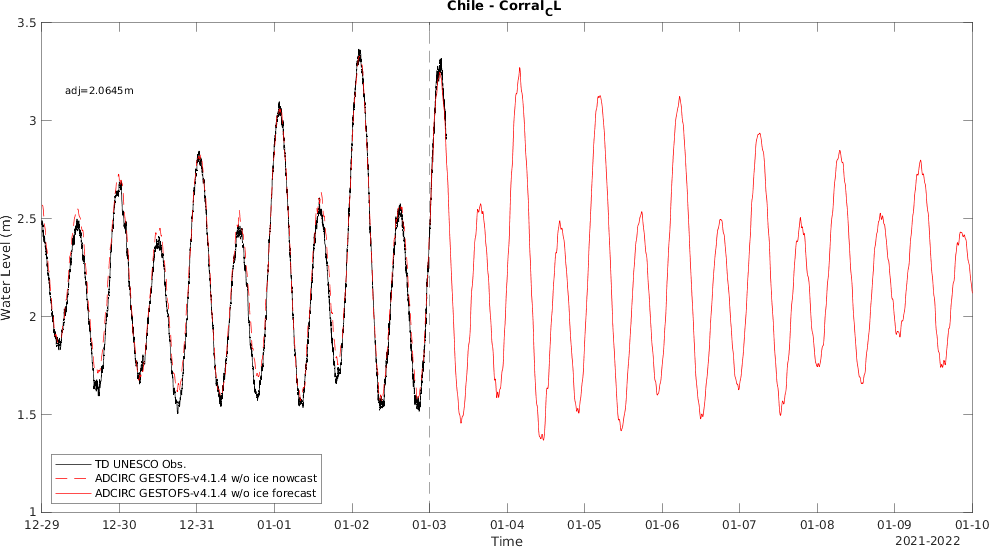 Chile - Corral_CL
3.5
adj=2.0645m
3
2.5
Water Level (m)
2
1.5
TD UNESCO Obs.
ADCIRC GESTOFS-v4.1.4 w/o ice nowcast
ADCIRC GESTOFS-v4.1.4 w/o ice forecast
1
12-29 12-30 12-31 01-01 01-02 01-03 01-04 01-05 01-06 01-07 01-08 01-09 01-10
Time
2021-2022